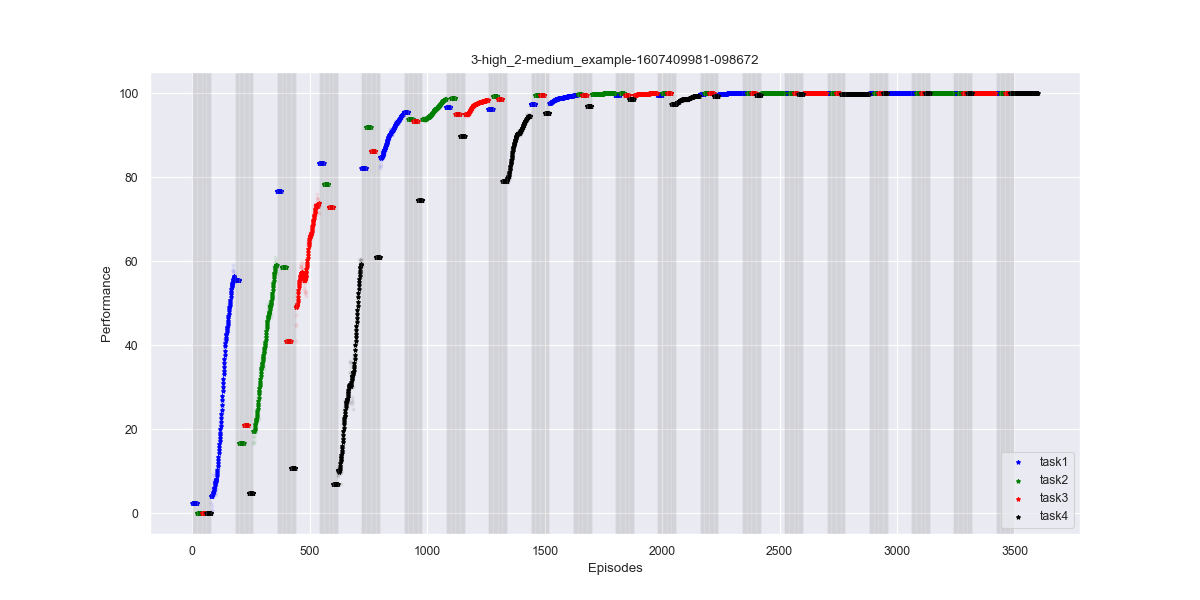 3-high_2-medium_example-1607409981-098672
Performance
100
80
60
40
20
0
0 500 1000 1500 2000 2500 3000 3500
Episodes
task1
task2
task3
task4